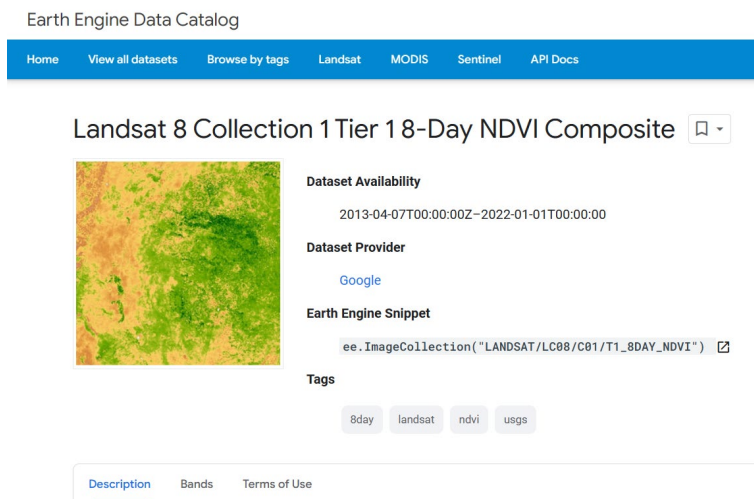 Earth Engine Data Catalog
Home View all datasets Browse by tags Landsat MODIS Sentinel API Docs
Landsat 8 Collection 1 Tier 1 8-Day NDVI Composite
Dataset Availability
2013-04-07T00:00:00Z–2022-01-01T00:00:00
Dataset Provider
Google
Earth Engine Snippet
ee.ImageCollection("LANDSAT/LC08/C01/T1_8DAY_NDVI")
Tags
8day landsat ndvi usgs
Description Bands Terms of Use